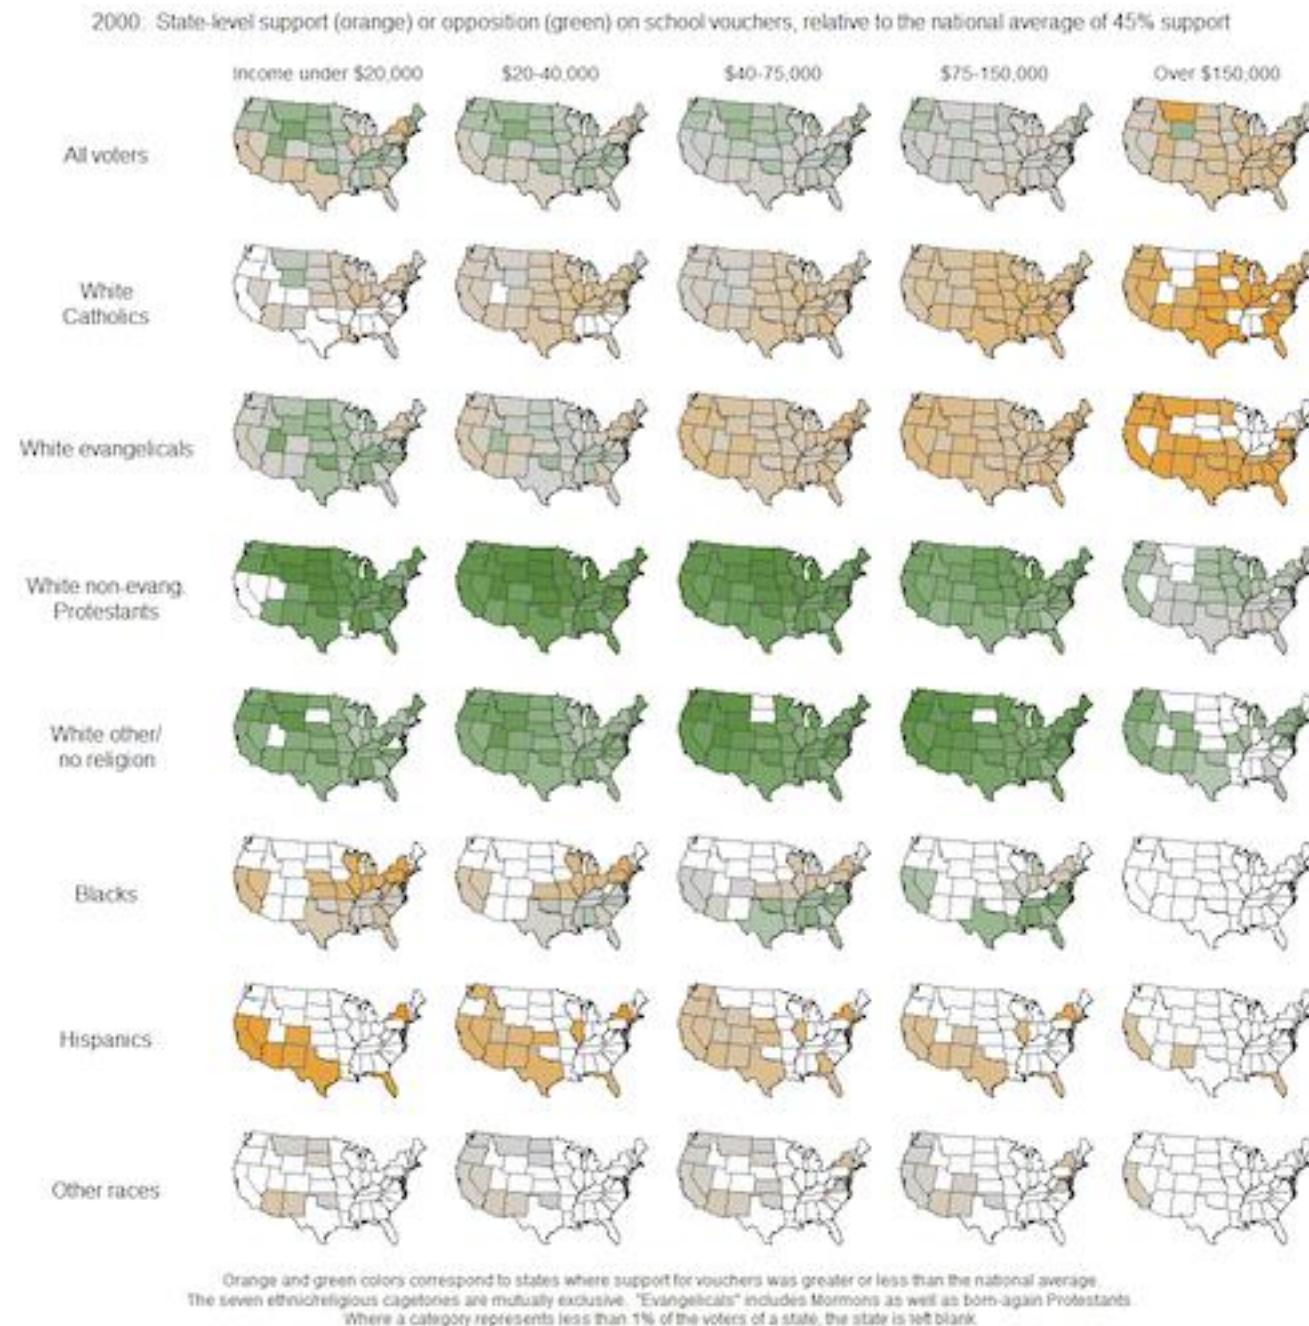 2000: State-level support (orange) or opposition (green) on school vouchers, relative to the national average of 45% support
Income under $20,000 $20-40,000 $40-75,000 $75-150,000 Over $150,000
All voters
White
Catholics
White evangelicals
White non-evang.
Protestants
White other/
no religion
Blacks
Hispanics
Other races
Orange and green colors correspond to states where support for vouchers was greater or less than the national average.
The seven ethnic/religious cagetories are mutually exclusive. "Evangelicals" includes Mormons as well as born-again Protestants.
Where a category represents less than 1% of the voters of a state, the state is left blank.